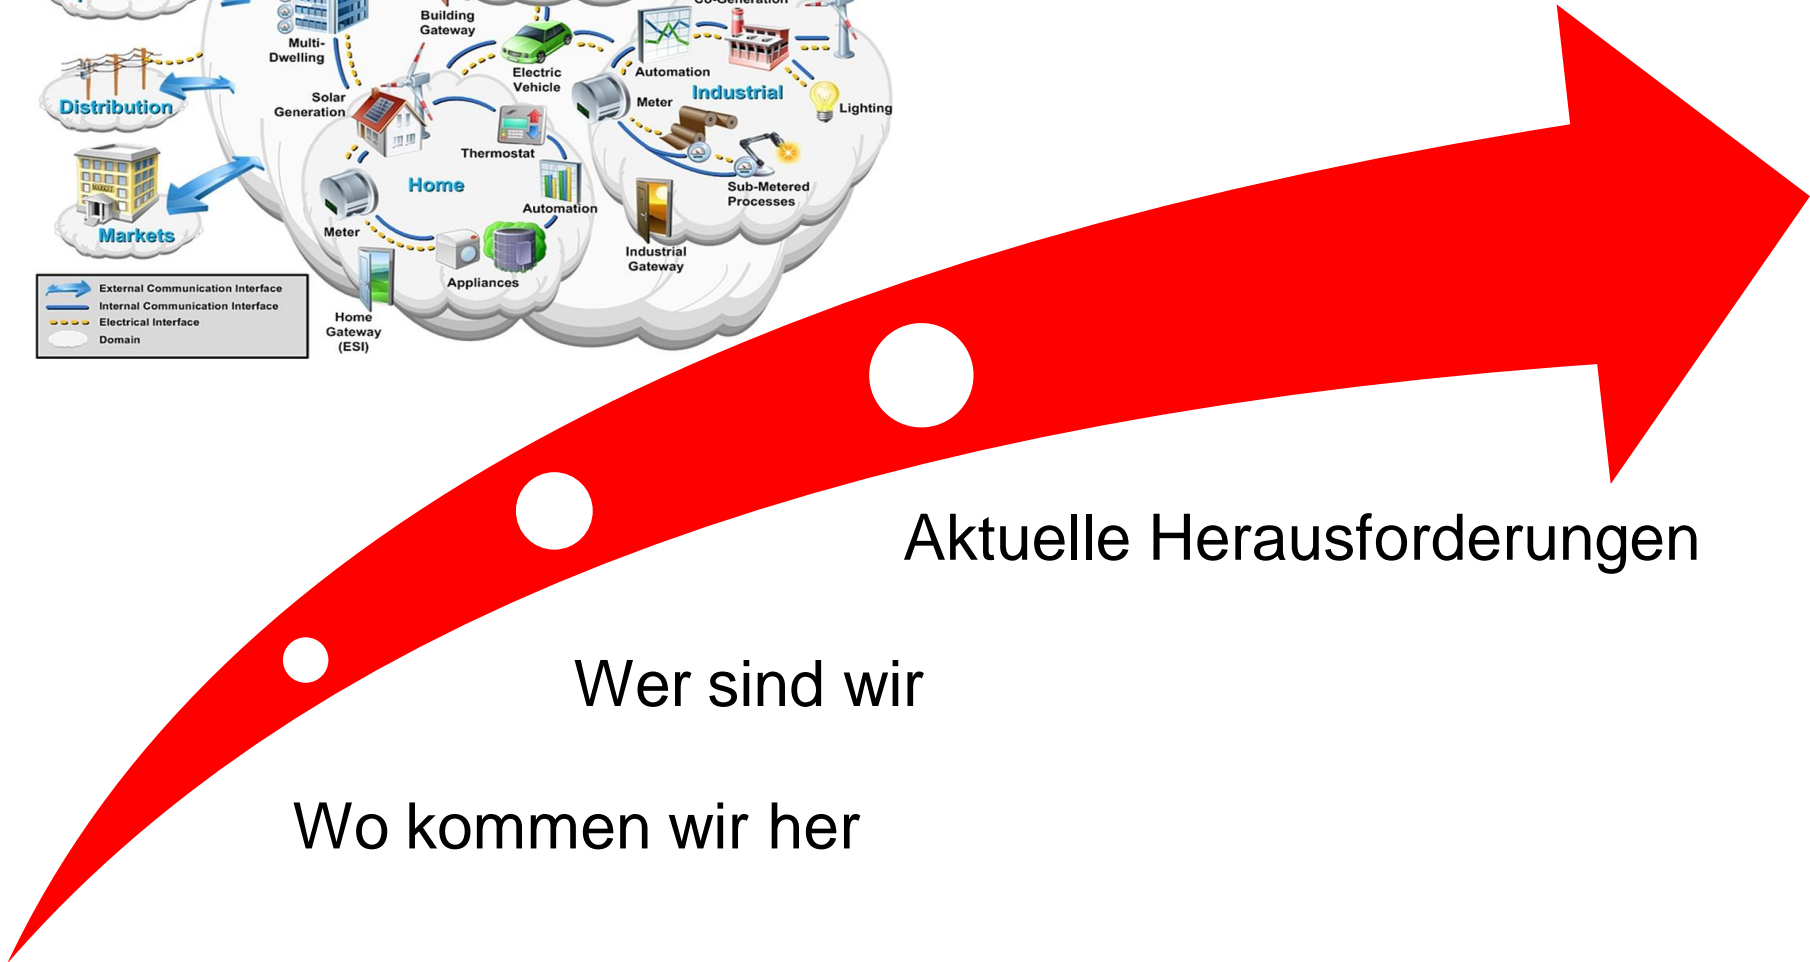 Building
Gateway
Multi-
Dwelling
Electric
Vehicle
Automation
Industrial
Distribution
Solar
Generation
Meter
Lighting
Thermostat
MARKET
Home
Sub-Metered
Processes
Automation
Markets
Meter
Industrial
Gateway
Appliances
External Communication Interface
Internal Communication Interface
Electrical Interface
Domain
Home
Gateway
(ESI)
Aktuelle Herausforderungen
Wer sind wir
Wo kommen wir her